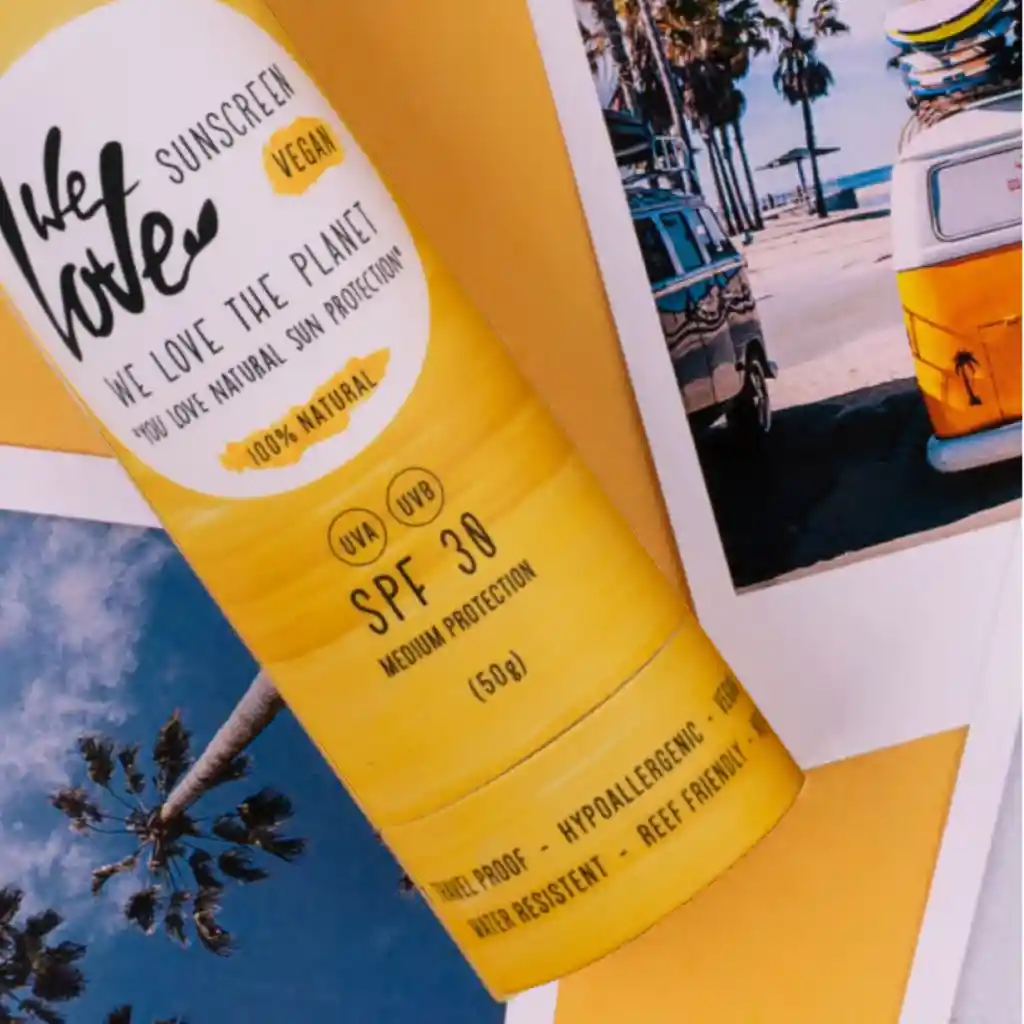 we
love
SUNSCREEN
VEGAN
WE LOVE THE PLANET
"YOU LOVE NATURAL SUN PROTECTION"
100% NATURAL
UVA UVB
SPF 30
MEDIUM PROTECTION
(50g)
TRAVEL PROOF - HYPOALLERGENIC -
WATER RESISTENT - REEF FRIENDLY -